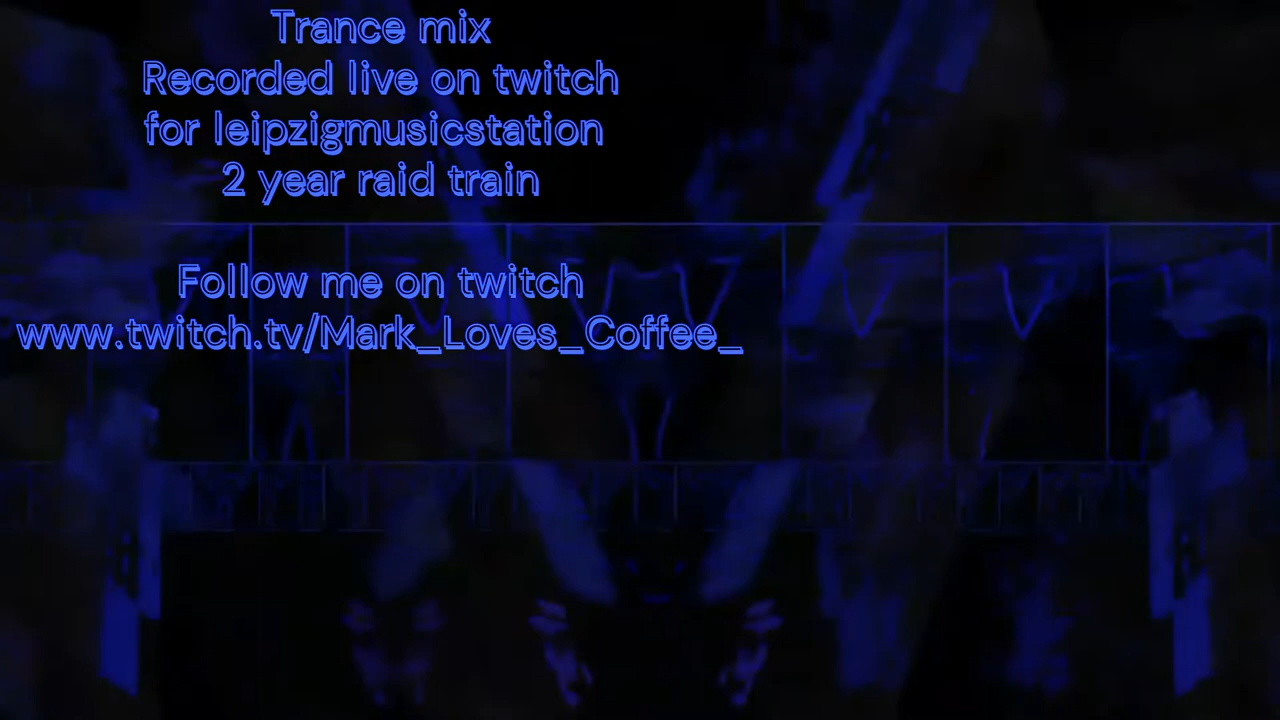 Trance mix
Recorded live on twitch
for leipzigmusicstation
2 year raid train
Follow me on twitch
www.twitch.tv/Mark_Loves_Coffee_